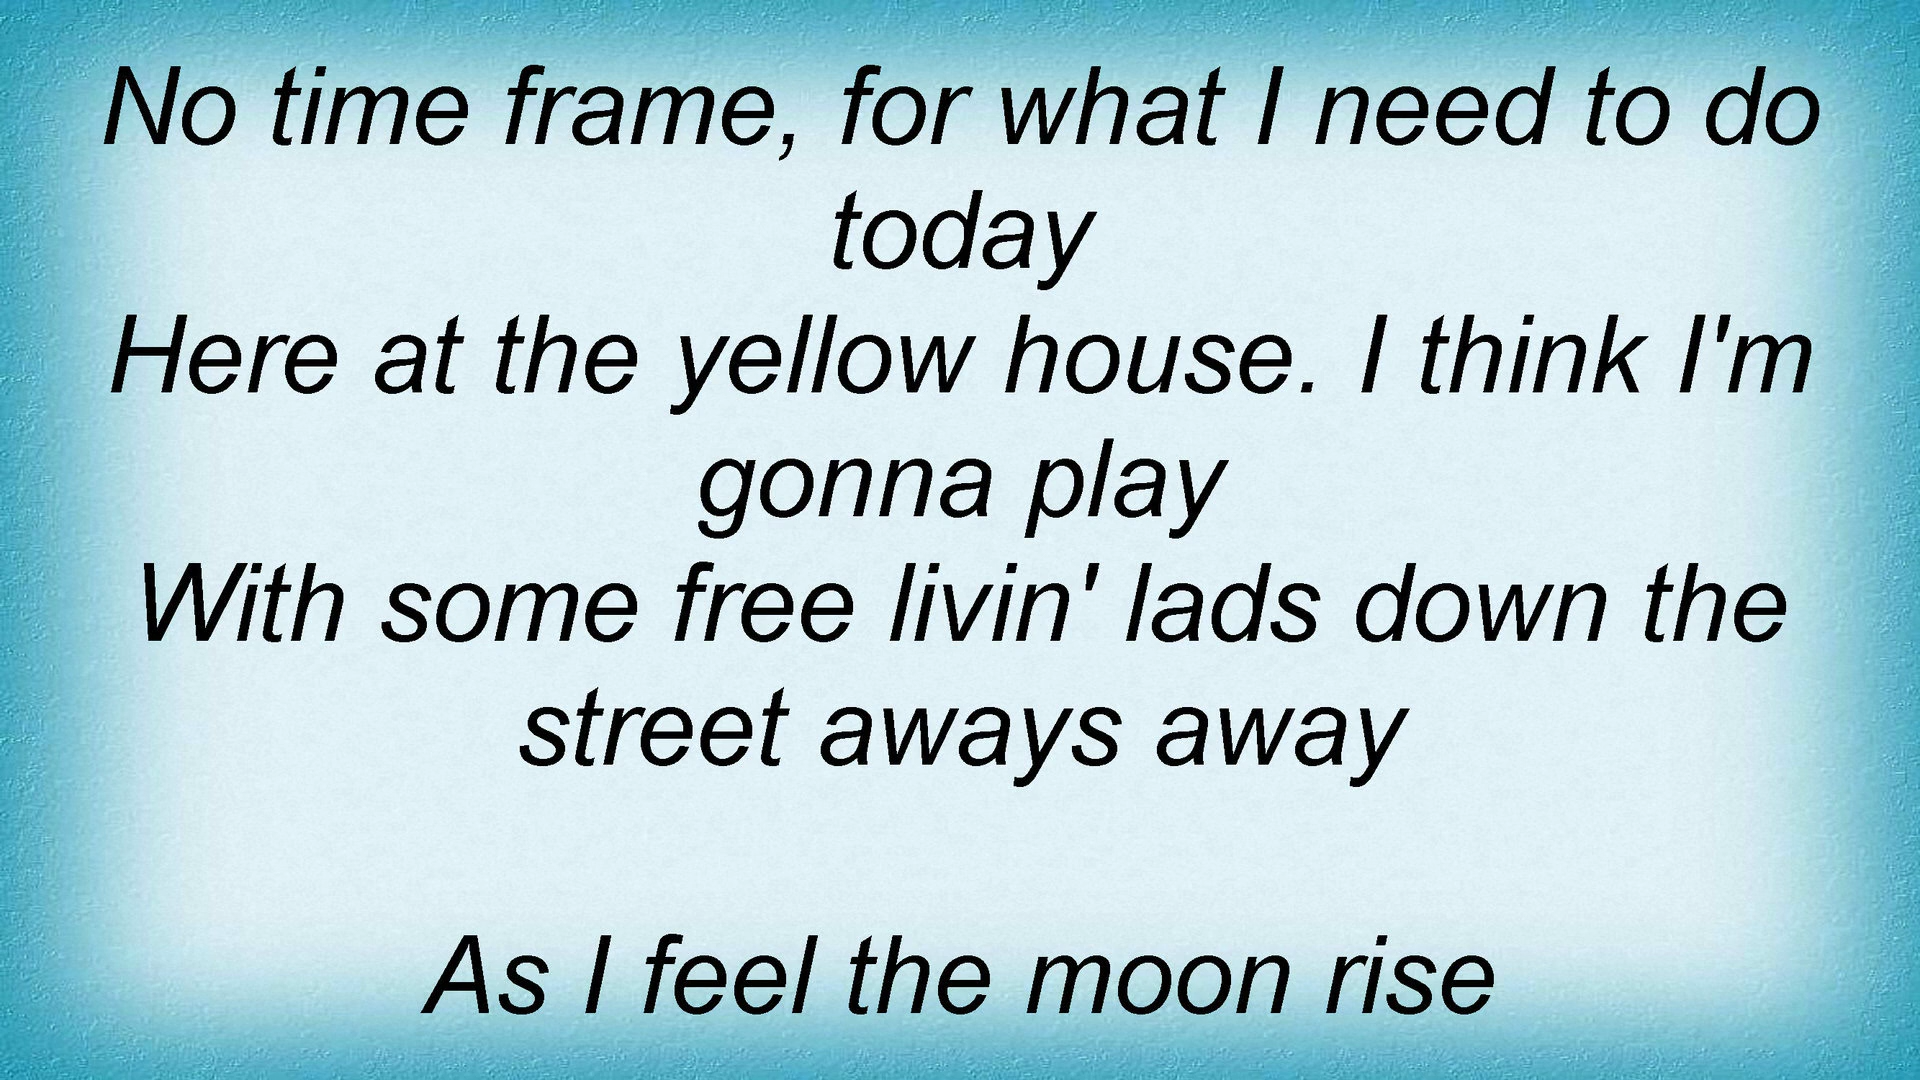 No time frame, for what I need to do
today
Here at the yellow house. I think I'm
gonna play
With some free livin' lads down the
street aways away
As I feel the moon rise